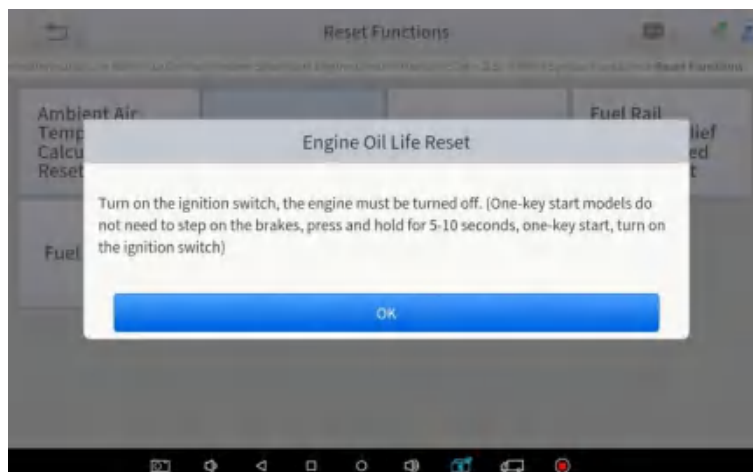 Reset Functions
Reset Functions
Ambient Air
Temp
Calcu
Reset
Fuel Rail
lief
ed
t
Engine Oil Life Reset
Turn on the ignition switch, the engine must be turned off. (One-key start models do
not need to step on the brakes, press and hold for 5-10 seconds, one-key start, turn on
the ignition switch)
Fuel
OK